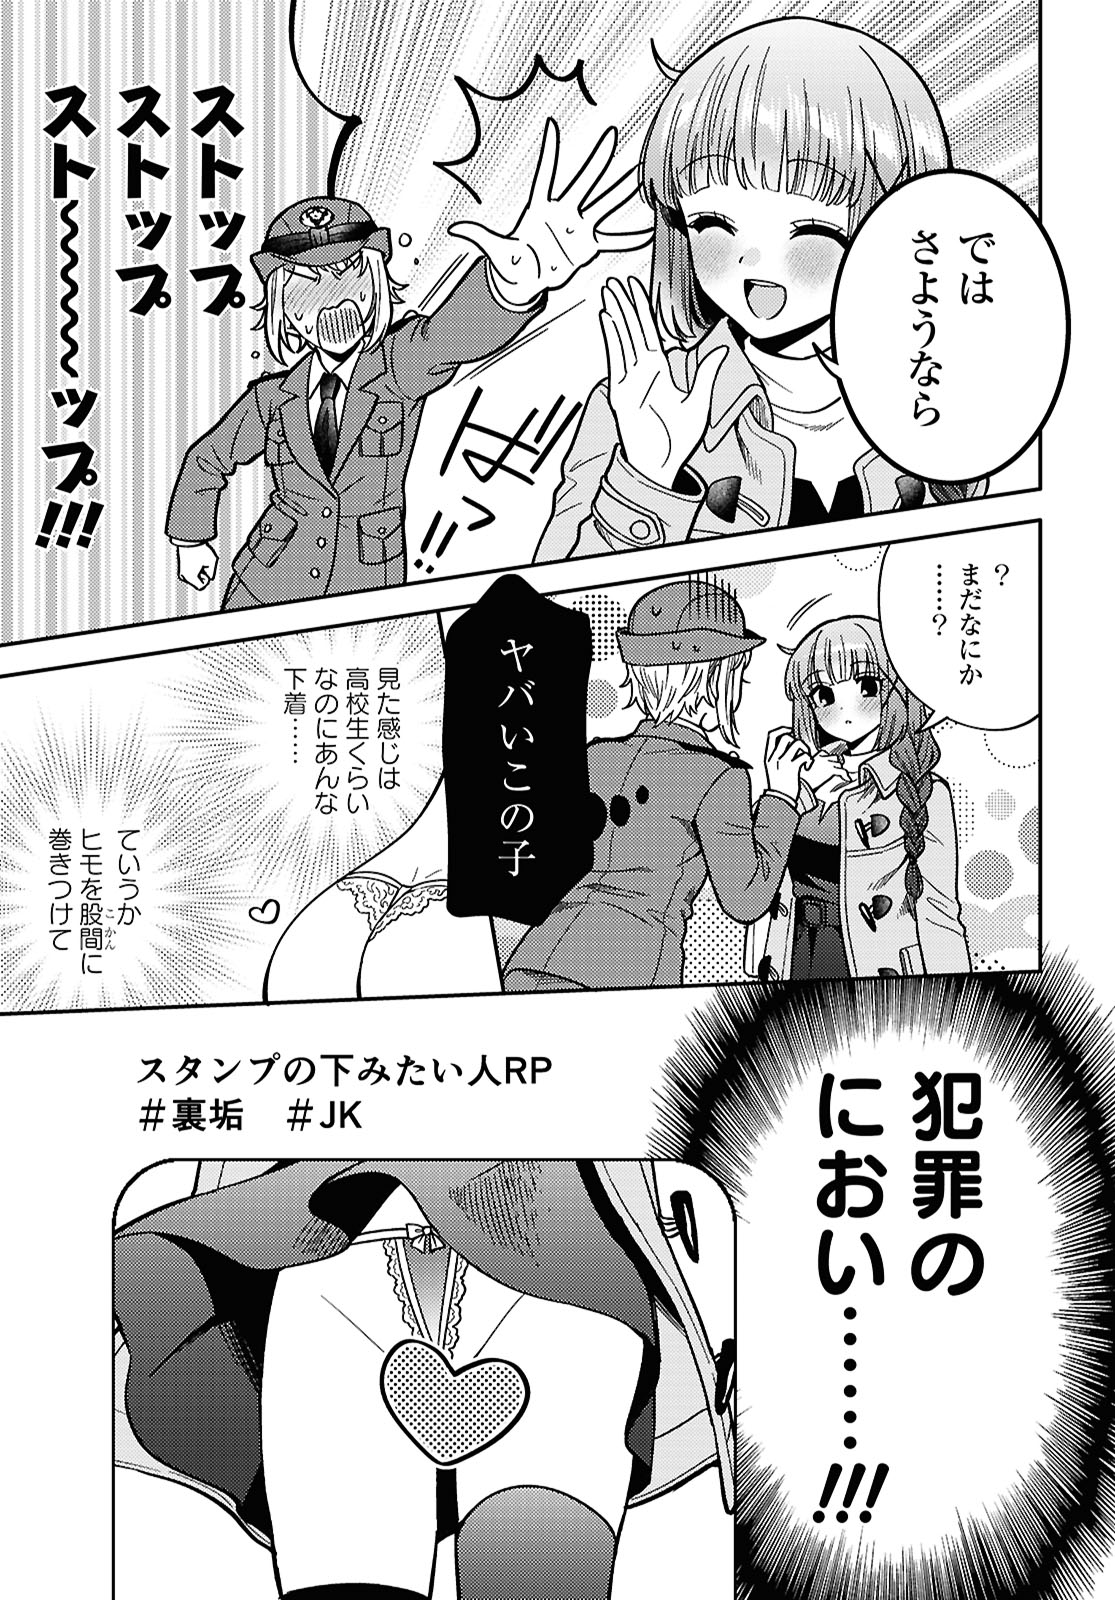 では
さようなら
ストップ
ストップ
スト〜〜〜ップ!!!
ばっ!!
?
まだなにか
……?
ヤバいこの子
見た感じは
高校生くらい
なのにあんな
下着……
ていうか
ヒモを股間に
こかん
巻きつけて
犯罪の
におい………!!!
スタンプの下みたい人RP
#裏垢 #JK